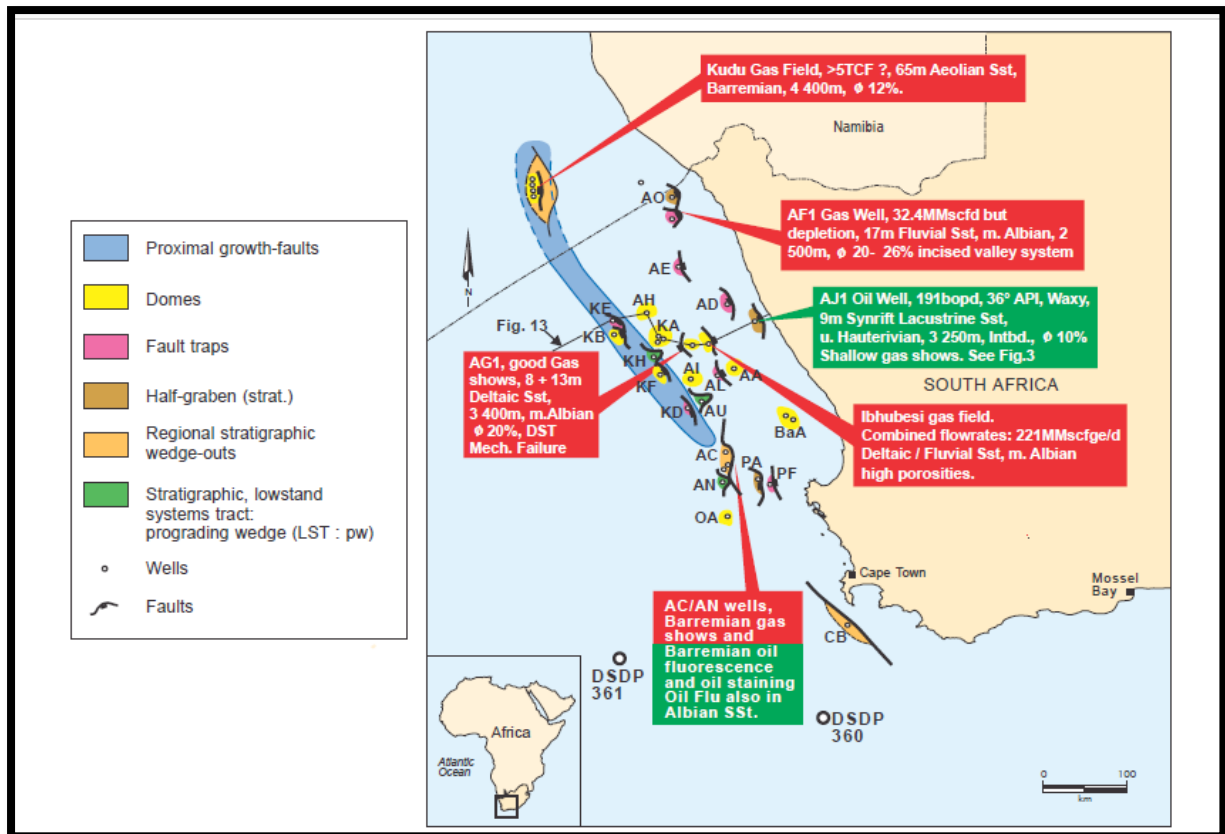 Proximal growth-faults
Domes
Fault traps
Half-graben (strat.)
Regional stratigraphic
wedge-outs
Stratigraphic, lowstand
systems tract:
prograding wedge (LST : pw)
Wells
Faults
Kudu Gas Field, >5TCF ?, 65m Aeolian Sst,
Barremian, 4 400m, ø 12%.
Namibia
AO
AF1 Gas Well, 32.4MMscfd but
depletion, 17m Fluvial Sst, m. Albian, 2
500m, ø 20- 26% incised valley system
N
AE
AD
AJ1 Oil Well, 191bopd, 36º API, Waxy,
9m Synrift Lacustrine Sst,
u. Hauterivian, 3 250m, Intbd., ø 10%
Shallow gas shows. See Fig.3
AH
KE
KA
Fig. 13
KB
KH
AG1, good Gas
shows, 8 + 13m
Deltaic Sst,
3 400m, m.Albian
ø 20%, DST
Mech. Failure
KF
AI
AL
AA
SOUTH AFRICA
KD
AU
BaA
Ibhubesi gas field.
Combined flowrates: 221MMscfge/d
Deltaic / Fluvial Sst, m. Albian
high porosities.
AC
PA
PF
AN
OA
Cape Town
Mossel
Bay
AC/AN wells,
Barremian gas
shows and
Barremian oil
fluorescence
and oil staining
Oil Flu also in
Albian SSt.
CB
DSDP
361
DSDP
360
Africa
Atlantic
Ocean
0 100
km